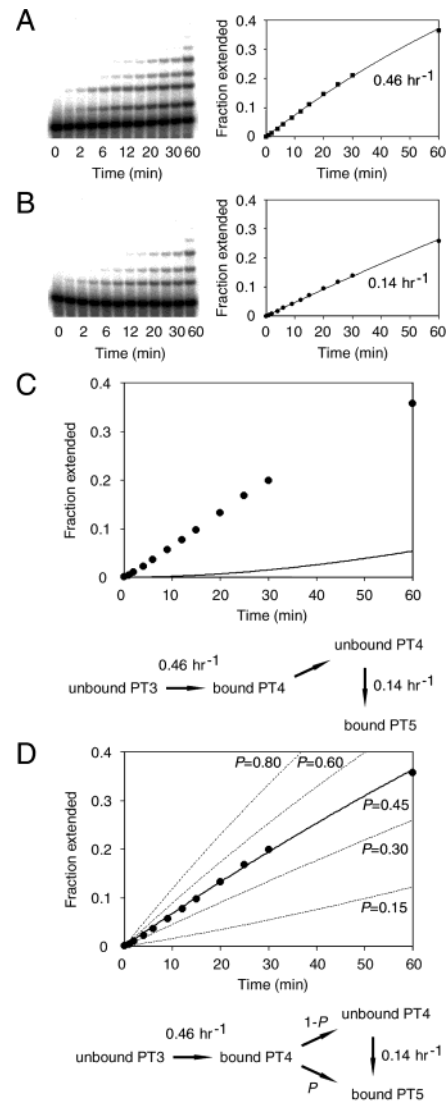 A
0 2 6 12 20 30 60
Time (min)
Fraction extended
0.4
0.3
0.2
0.1
0
0.46 hr-1
0 10 20 30 40 50 60
Time (min)
B
0 2 6 12 20 30 60
Time (min)
Fraction extended
0.4
0.3
0.2
0.1
0
0.14 hr-1
0 10 20 30 40 50 60
Time (min)
C
Fraction extended
0.4
0.3
0.2
0.1
0
0 10 20 30 40 50 60
Time (min)
unbound PT4
0.46 hr-1
unbound PT3 bound PT4
0.14 hr-1
bound PT5
D
Fraction extended
0.4
0.3
0.2
0.1
0
P=0.80
P=0.60
P=0.45
P=0.30
P=0.15
0 10 20 30 40 50 60
Time (min)
unbound PT4
0.46 hr-1
1-P
unbound PT3 bound PT4
0.14 hr-1
P
bound PT5